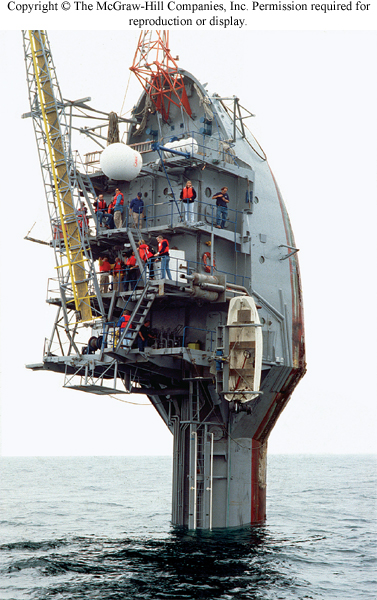 Copyright © The McGraw-Hill Companies, Inc. Permission required for
reproduction or display.